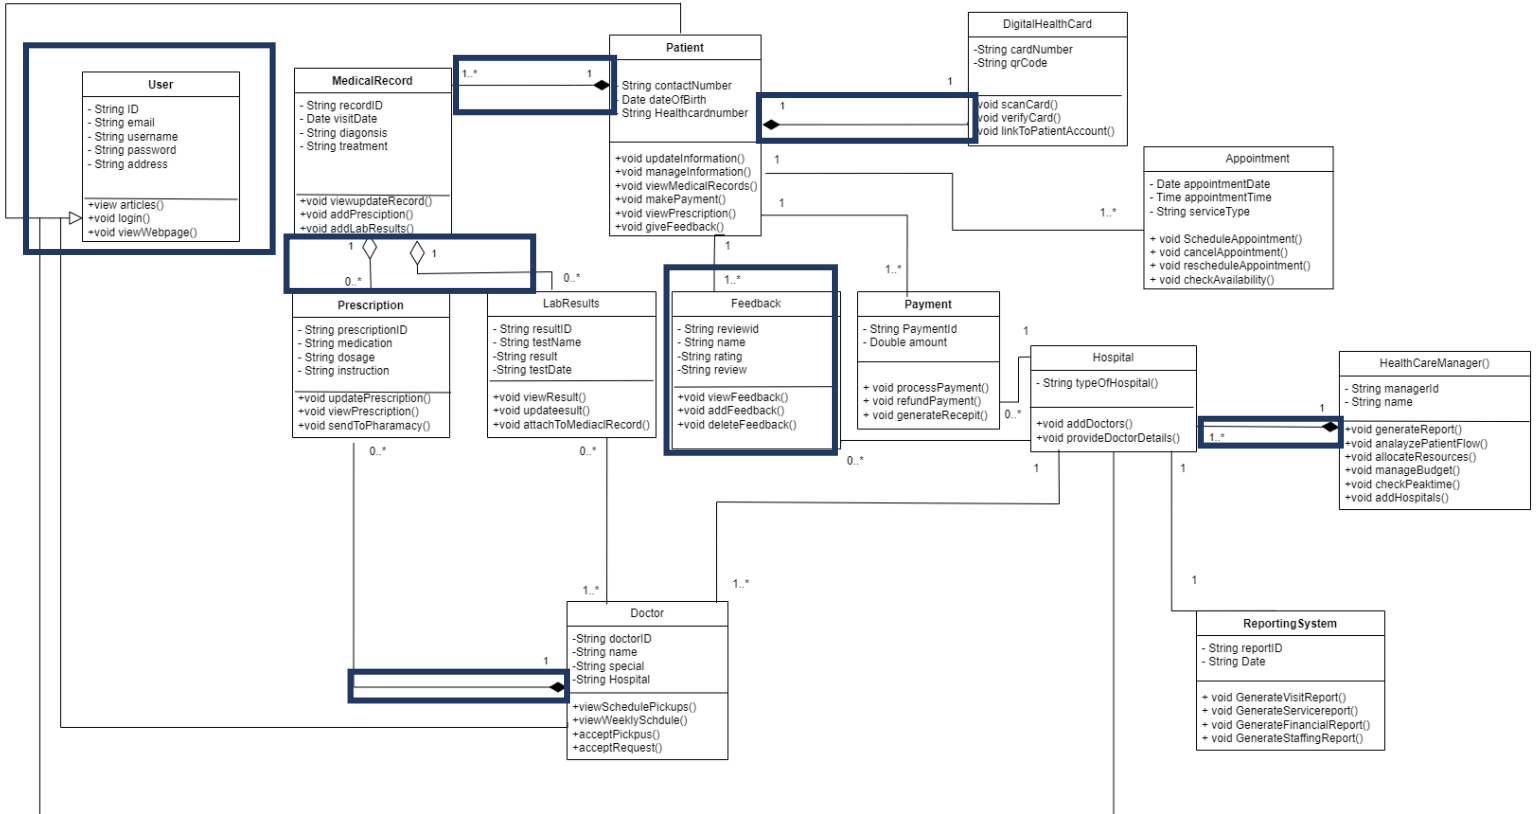 User
- String ID
- String email
- String username
- String password
- String address
+view articles()
+void login()
+void viewWebpage()
MedicalRecord
- String recordID
- Date visitDate
- String diagonsis
- String treatment
+void viewupdateRecord()
+void addPresciption()
+void addLabResults()
1..*
1
Patient
- String contactNumber
- Date dateOfBirth
String Healthcardnumber
+void updateInformation()
+void manageInformation()
+void viewMedicalRecords()
+void makePayment()
+void viewPrescription()
+void giveFeedback()
1
1
DigitalHealthCard
-String cardNumber
-String qrCode
void scanCard()
void verifyCard()
void linkToPatientAccount()
1
1..*
Appointment
- Date appointmentDate
- Time appointmentTime
- String serviceType
+ void ScheduleAppointment()
+ void cancelAppointment()
+ void rescheduleAppointment()
+ void checkAvailability()
1
1..*
1
1..*
1
0..*
1
0..*
Prescription
- String prescriptionID
- String medication
- String dosage
- String instruction
+void updatePrescription()
+void viewPrescription()
+void sendToPharamacy()
LabResults
- String resultID
- String testName
-String result
-String testDate
+void viewResult()
+void updateesult()
+void attachToMediaclRecord()
Feedback
- String reviewid
- String name
-String rating
-String review
+void viewFeedback()
+void addFeedback()
+void deleteFeedback()
Payment
- String PaymentId
- Double amount
+ void processPayment()
+ void refundPayment()
+ void generateRecepit()
1
0..*
Hospital
- String typeOfHospital()
+void addDoctors()
+void provideDoctorDetails()
1
1..*
HealthCareManager()
- String managerId
- String name
+void generateReport()
+void analayzePatientFlow()
+void allocateResources()
+void manageBudget()
+void checkPeaktime()
+void addHospitals()
0..*
0..*
0..*
1
1
1..*
1..*
1
1
Doctor
-String doctorID
-String name
-String special
-String Hospital
+viewSchedulePickups()
+viewWeeklySchdule()
+acceptPickpus()
+acceptRequest()
ReportingSystem
- String reportID
- String Date
+ void GenerateVisitReport()
+ void GenerateServicereport()
+ void GenerateFinancialReport()
+ void GenerateStaffingReport()